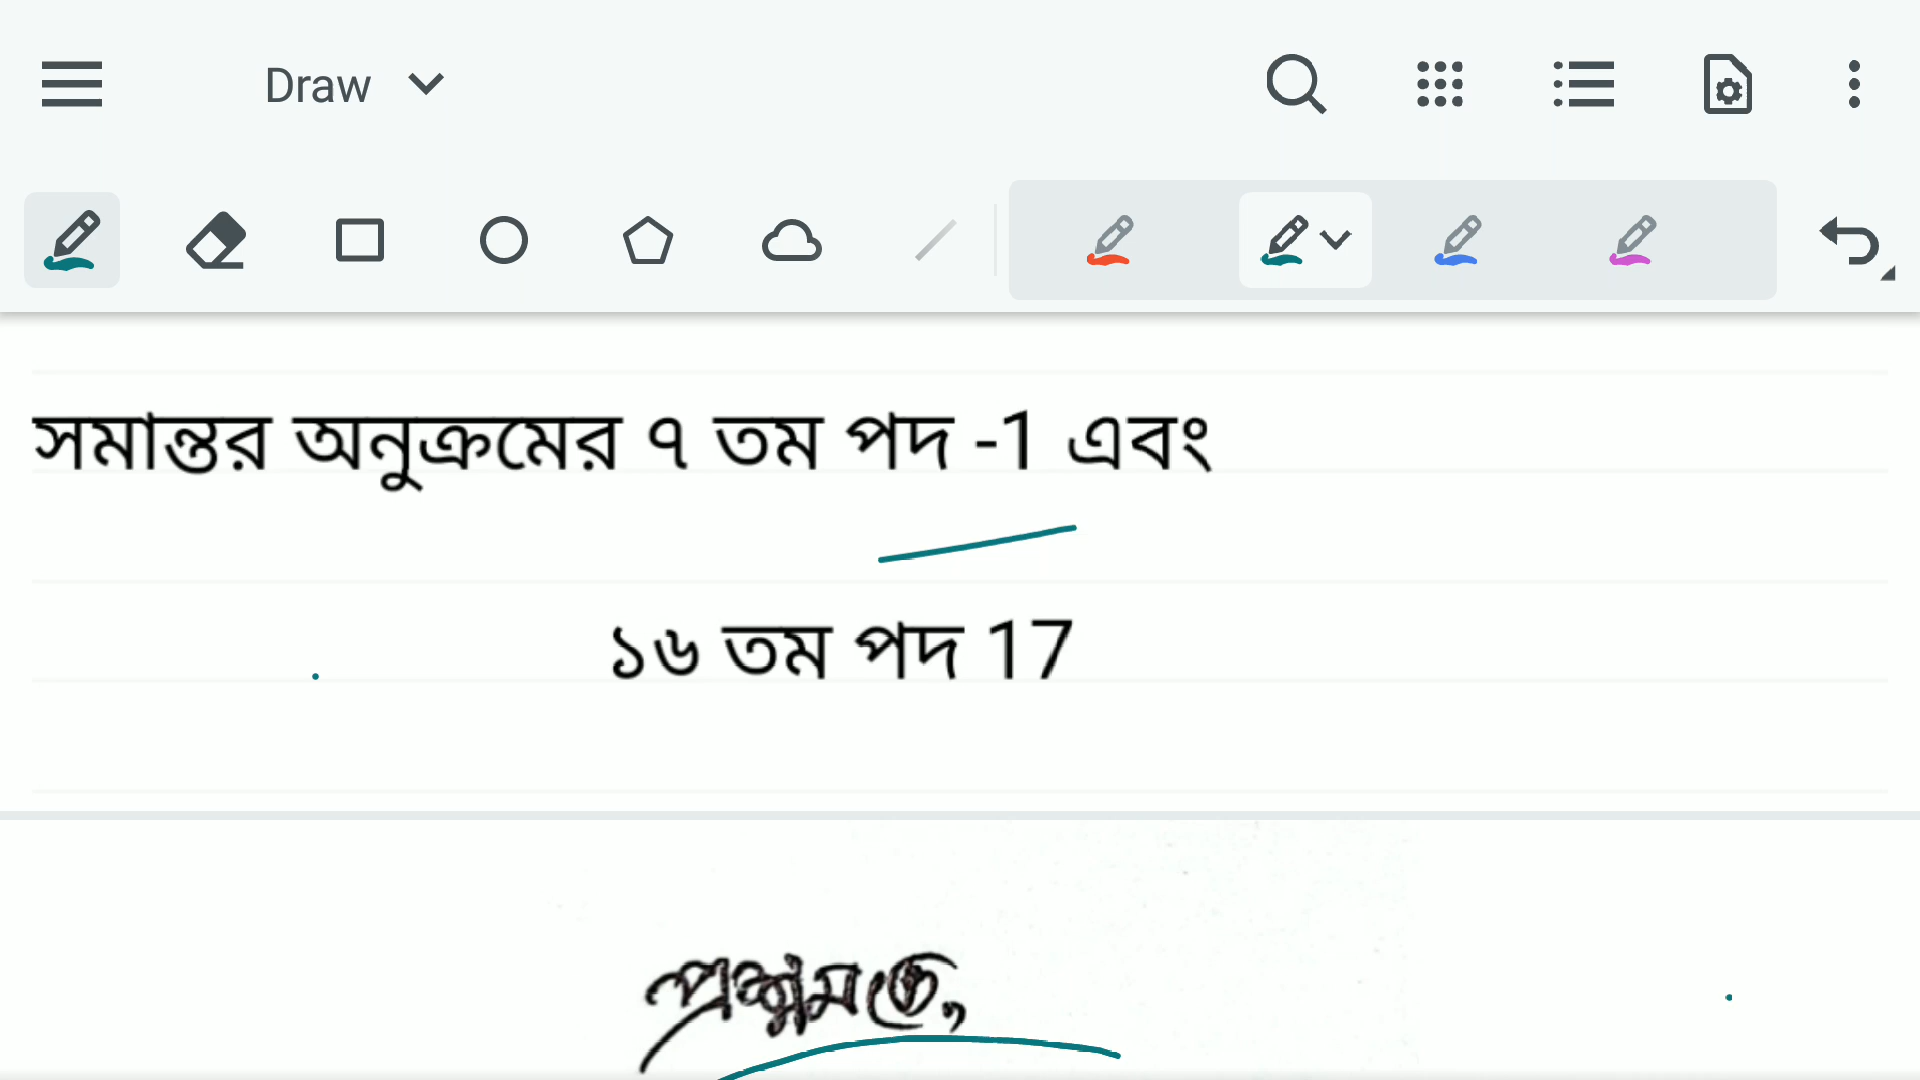 Draw
সমান্তর অনুক্রমের ৭ তম পদ -1 এবং
১৬ তম পদ 17
প্রশ্নমতে,